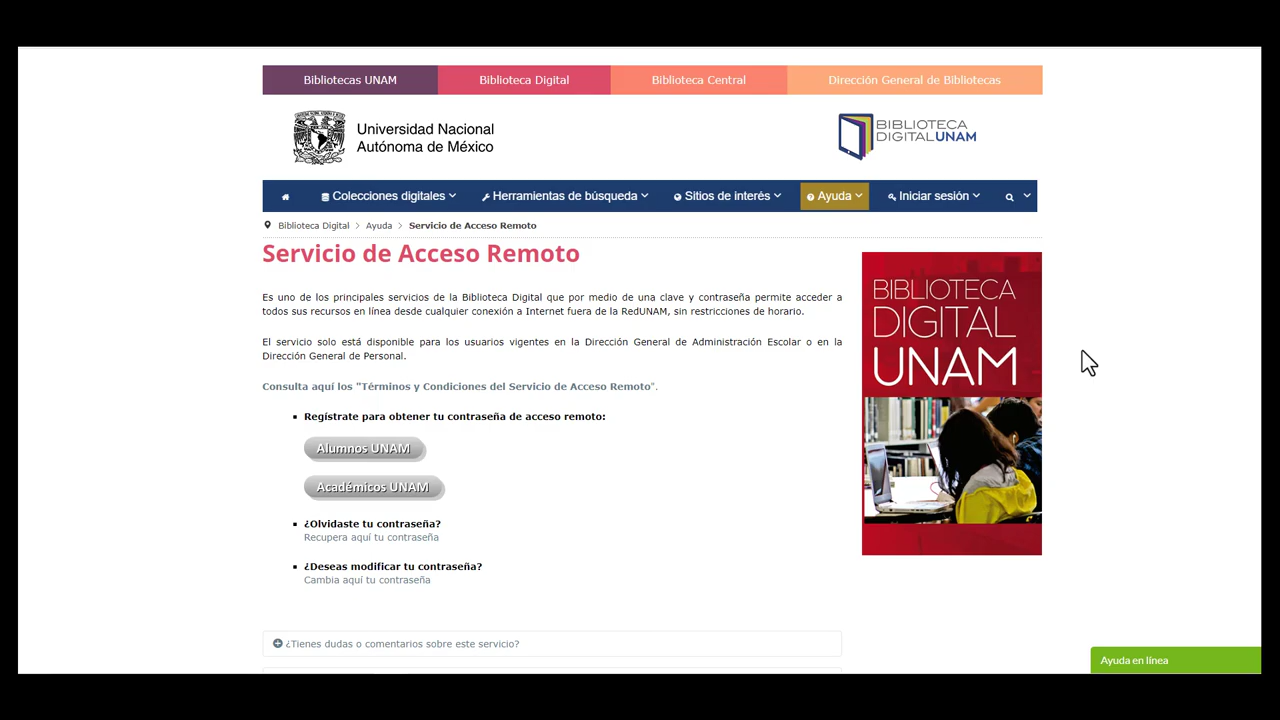 Bibliotecas UNAM
Biblioteca Digital
Biblioteca Central
Dirección General de Bibliotecas
Universidad Nacional
Autónoma de México
BIBLIOTECA
DIGITALUNAM
Colecciones digitales
Herramientas de búsqueda
Sitios de interés
Ayuda
Iniciar sesión
Biblioteca Digital > Ayuda > Servicio de Acceso Remoto
Servicio de Acceso Remoto
Es uno de los principales servicios de la Biblioteca Digital que por medio de una clave y contraseña permite acceder a
todos sus recursos en línea desde cualquier conexión a Internet fuera de la RedUNAM, sin restricciones de horario.
El servicio solo está disponible para los usuarios vigentes en la Dirección General de Administración Escolar o en la
Dirección General de Personal.
Consulta aquí los "Términos y Condiciones del Servicio de Acceso Remoto".
Regístrate para obtener tu contraseña de acceso remoto:
Alumnos UNAM
Académicos UNAM
¿Olvidaste tu contraseña?
Recupera aquí tu contraseña
¿Deseas modificar tu contraseña?
Cambia aquí tu contraseña
¿Tienes dudas o comentarios sobre este servicio?
BIBLIOTECA
DIGITAL
UNAM
Ayuda en línea